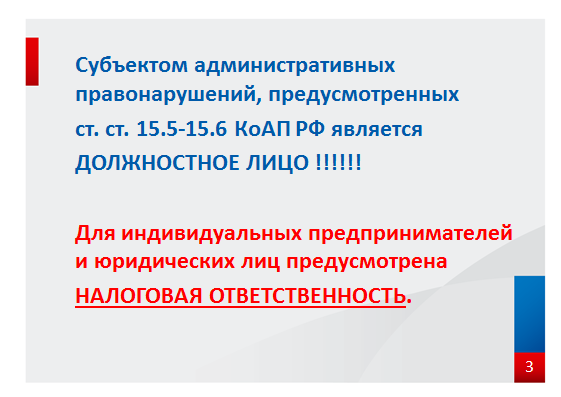 Субъектом административных
правонарушений, предусмотренных
ст. ст. 15.5-15.6 КоАП РФ является
ДОЛЖНОСТНОЕ ЛИЦО !!!!!!
Для индивидуальных предпринимателей
и юридических лиц предусмотрена
НАЛОГОВАЯ ОТВЕТСТВЕННОСТЬ.
3